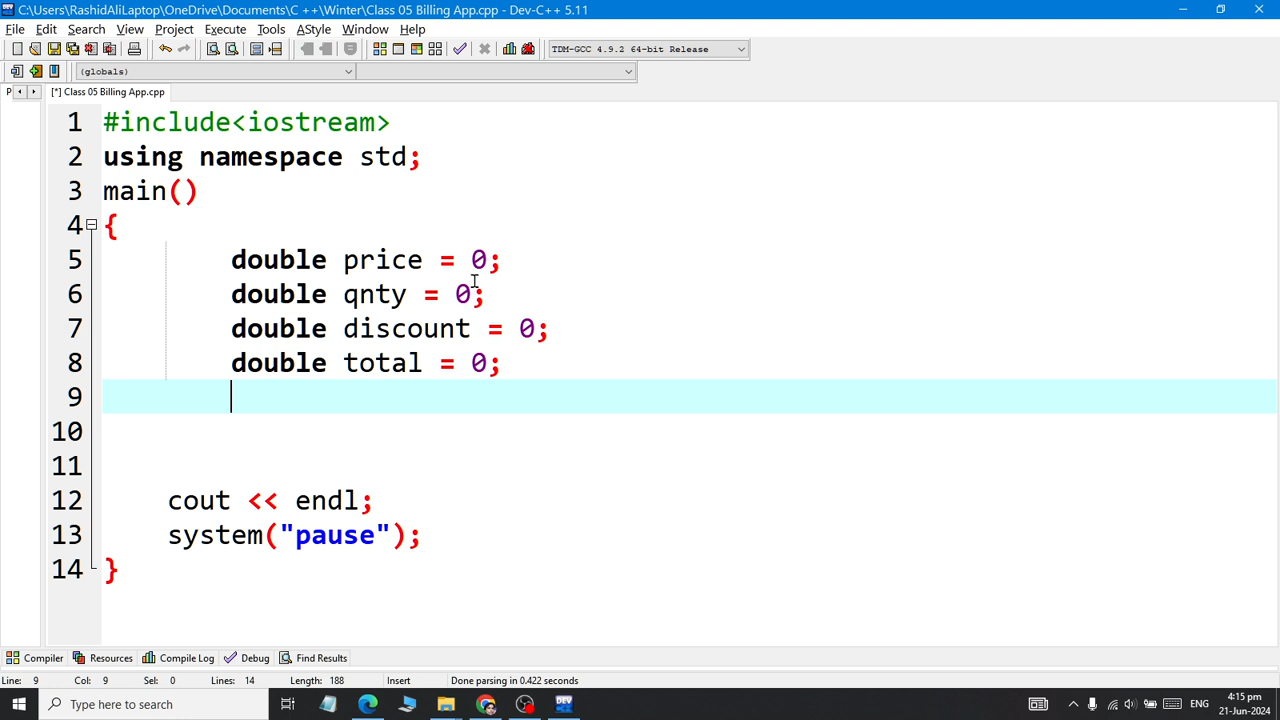 C:\Users\RashidAliLaptop\OneDrive\Documents\C ++\Winter\Class 05 Billing App.cpp - Dev-C++ 5.11
File Edit Search View Project Execute Tools AStyle Window Help
TDM-GCC 4.9.2 64-bit Release
(globals)
P [*] Class 05 Billing App.cpp
1 #include<iostream>
2 using namespace std;
3 main()
4 {
5 double price = 0;
6 double qnty = 0;
7 double discount = 0;
8 double total = 0;
9
10
11
12 cout << endl;
13 system("pause");
14 }
Compiler Resources Compile Log Debug Find Results
Line: 9 Col: 9 Sel: 0 Lines: 14 Length: 188 Insert Done parsing in 0.422 seconds
Type here to search ENG 4:15 pm
21-Jun-2024